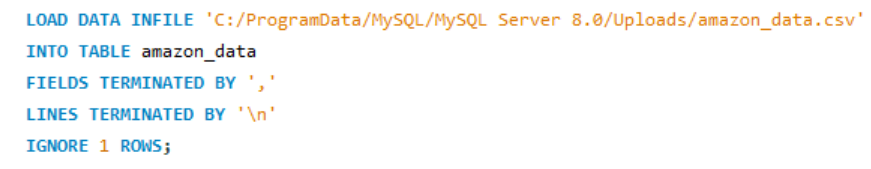 LOAD DATA INFILE 'C:/ProgramData/MySQL/MySQL Server 8.0/Uploads/amazon_data.csv'
INTO TABLE amazon_data
FIELDS TERMINATED BY ','
LINES TERMINATED BY '\n'
IGNORE 1 ROWS;